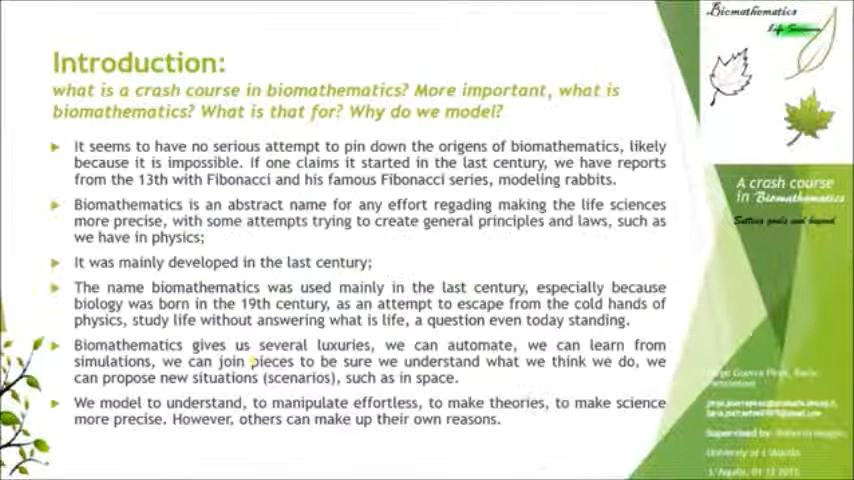 Introduction:
what is a crash course in biomathematics? More important, what is
biomathematics? What is that for? Why do we model?
It seems to have no serious attempt to pin down the origins of biomathematics, likely
because it is impossible. If one claims it started in the last century, we have reports
from the 13th with Fibonacci and his famous Fibonacci series, modeling rabbits.
Biomathematics is an abstract name for any effort regading making the life sciences
more precise, with some attempts trying to create general principles and laws, such as
we have in physics;
It was mainly developed in the last century;
The name biomathematics was used mainly in the last century, especially because
biology was born in the 19th century, as an attempt to escape from the cold hands of
physics, study life without answering what is life, a question even today standing.
Biomathematics gives us several luxuries, we can automate, we can learn from
simulations, we can join pieces to be sure we understand what we think we do, we
can propose new situations (scenarios), such as in space.
We model to understand, to manipulate effortless, to make theories, to make science
more precise. However, others can make up their own reasons.
Biomathematics
Life Sciences
A crash course
in Biomathematics
Setting goals and beyond
Supervised by:
University of L'Aquila
L'Aquila,